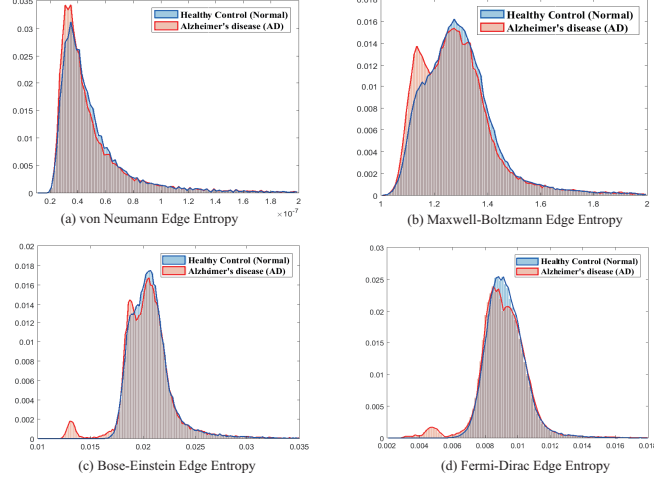 0.035
0.03
0.025
0.02
0.015
0.01
0.005
0
0.2 0.4 0.6 0.8 1 1.2 1.4 1.6 1.8 2
×10-7
Healthy Control (Normal)
Alzheimer's disease (AD)
(a) von Neumann Edge Entropy
0.018
0.016
0.014
0.012
0.01
0.008
0.006
0.004
0.002
0
1 1.2 1.4 1.6 1.8 2
Healthy Control (Normal)
Alzheimer's disease (AD)
(b) Maxwell-Boltzmann Edge Entropy
0.02
0.018
0.016
0.014
0.012
0.01
0.008
0.006
0.004
0.002
0
0.01 0.015 0.02 0.025 0.03 0.035
Healthy Control (Normal)
Alzheimer's disease (AD)
(c) Bose-Einstein Edge Entropy
0.03
0.025
0.02
0.015
0.01
0.005
0
0.002 0.004 0.006 0.008 0.01 0.012 0.014 0.016 0.018
Healthy Control (Normal)
Alzheimer's disease (AD)
(d) Fermi-Dirac Edge Entropy